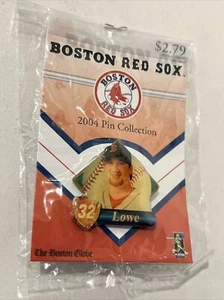 $2.79
BOSTON RED SOX
BOSTON
RED SOX
2004 Pin Collection
32
Lowe
The Boston Globe